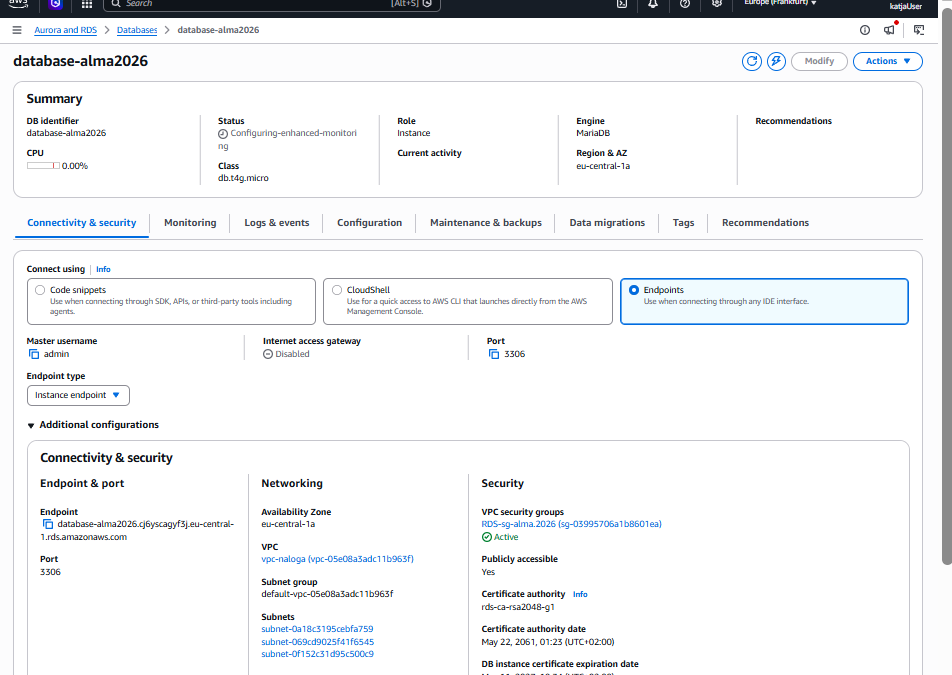 aws
Search
[Alt+S]
Europe (Frankfurt)
katjaUser
Aurora and RDS
Databases
database-alma2026
database-alma2026
Modify
Actions
Summary
DB identifier
database-alma2026
CPU
0.00%
Status
Configuring-enhanced-monitori
ng
Class
db.t4g.micro
Role
Instance
Current activity
Engine
MariaDB
Region & AZ
eu-central-1a
Recommendations
Connectivity & security
Monitoring
Logs & events
Configuration
Maintenance & backups
Data migrations
Tags
Recommendations
Connect using
Info
Code snippets
Use when connecting through SDK, APIs, or third-party tools including
agents.
CloudShell
Use for a quick access to AWS CLI that launches directly from the AWS
Management Console.
Endpoints
Use when connecting through any IDE interface.
Master username
admin
Internet access gateway
Disabled
Port
3306
Endpoint type
Instance endpoint
Additional configurations
Connectivity & security
Endpoint & port
Endpoint
database-alma2026.cj6yscagyf3j.eu-central-
1.rds.amazonaws.com
Port
3306
Networking
Availability Zone
eu-central-1a
VPC
vpc-naloga (vpc-05e08a3adc11b963f)
Subnet group
default-vpc-05e08a3adc11b963f
Subnets
subnet-0a18c3195cebfa759
subnet-069cd9025f41f6545
subnet-0f152c31d95c500c9
Security
VPC security groups
RDS-sg-alma.2026 (sg-03995706a1b8601ea)
Active
Publicly accessible
Yes
Certificate authority
Info
rds-ca-rsa2048-g1
Certificate authority date
May 22, 2061, 01:23 (UTC+02:00)
DB instance certificate expiration date